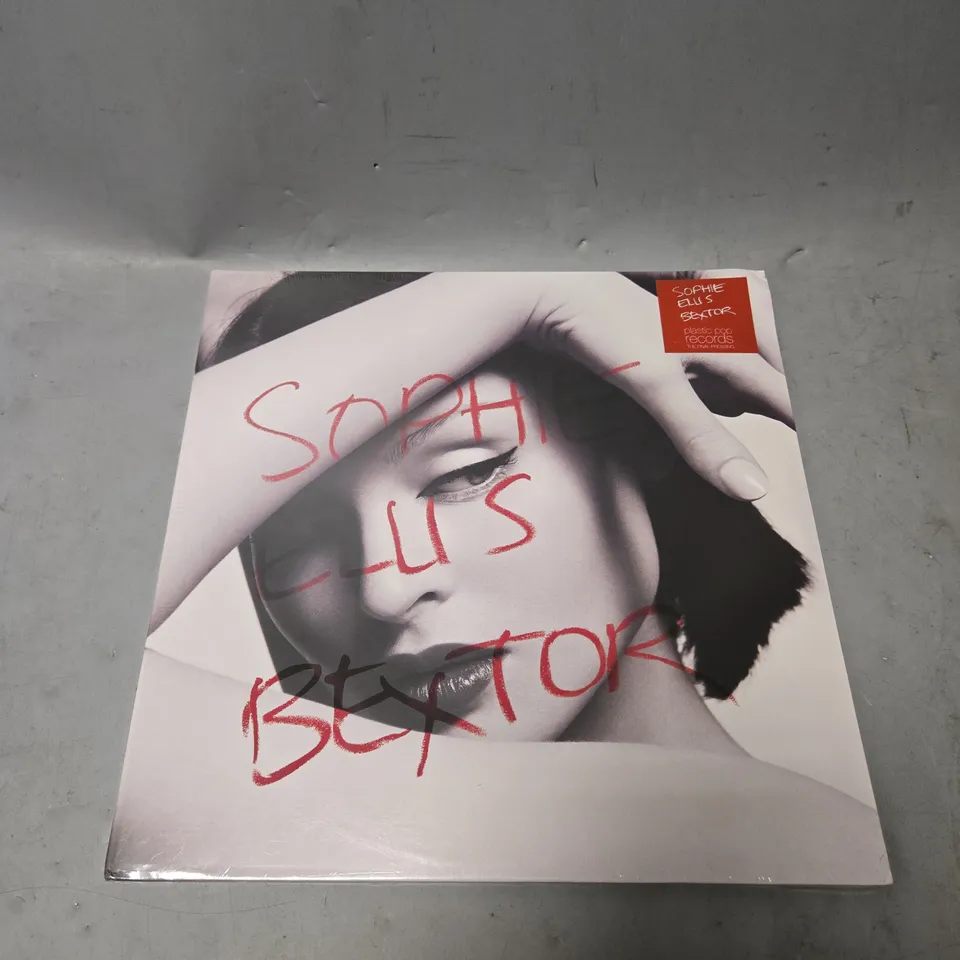 SOPHIE
ELLIS
BEXTOR
SOPHIE
ELLIS
BEXTOR
plastic pop
records